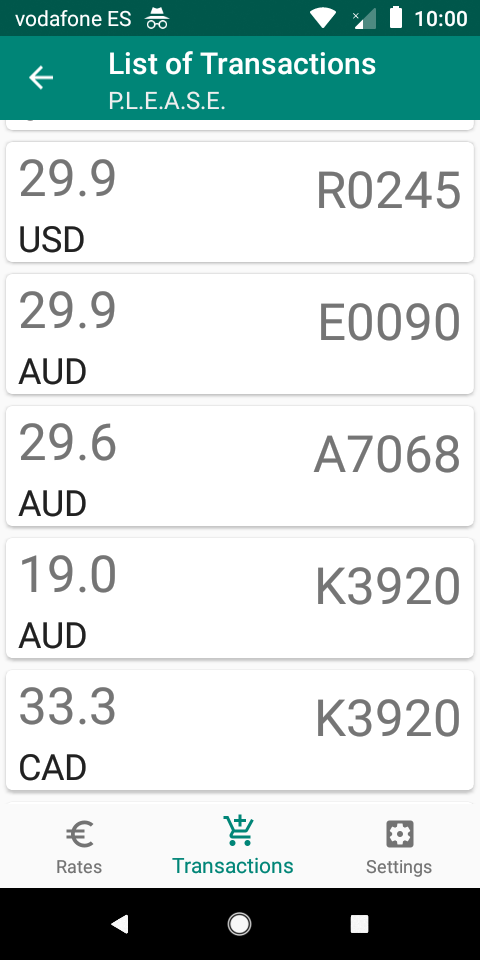 vodafone ES 10:00
List of Transactions
P.L.E.A.S.E.
29.9 R0245
USD
29.9 E0090
AUD
29.6 A7068
AUD
19.0 K3920
AUD
33.3 K3920
CAD
Rates Transactions Settings